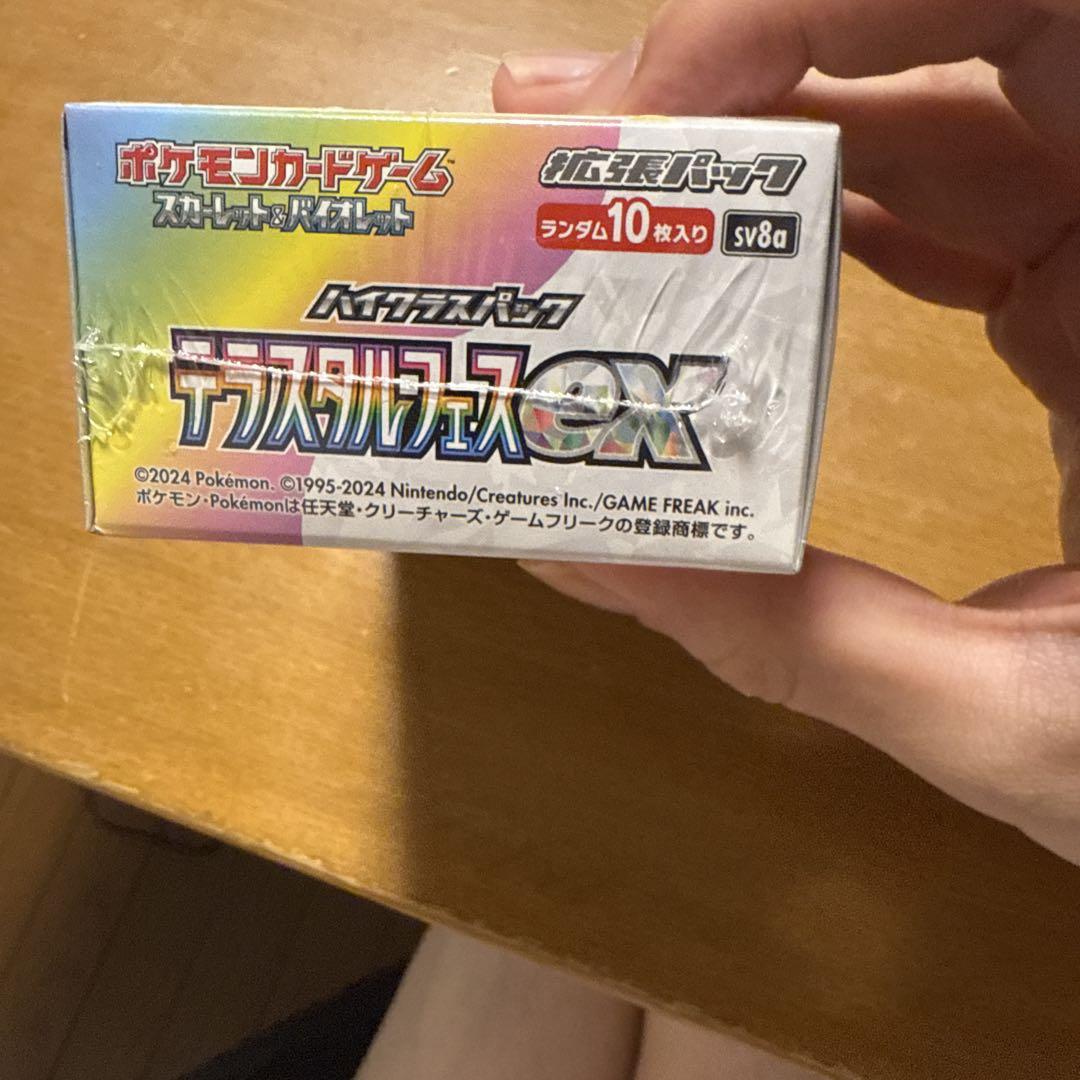 ポケモンカードゲーム™
スカーレット&バイオレット
拡張パック
ランダム10枚入り
sv8a
ハイクラスパック
テラスタルフェスex
©2024 Pokémon. ©1995-2024 Nintendo/Creatures Inc./GAME FREAK inc.
ポケモン・Pokémonは任天堂・クリーチャーズ・ゲームフリークの登録商標です。